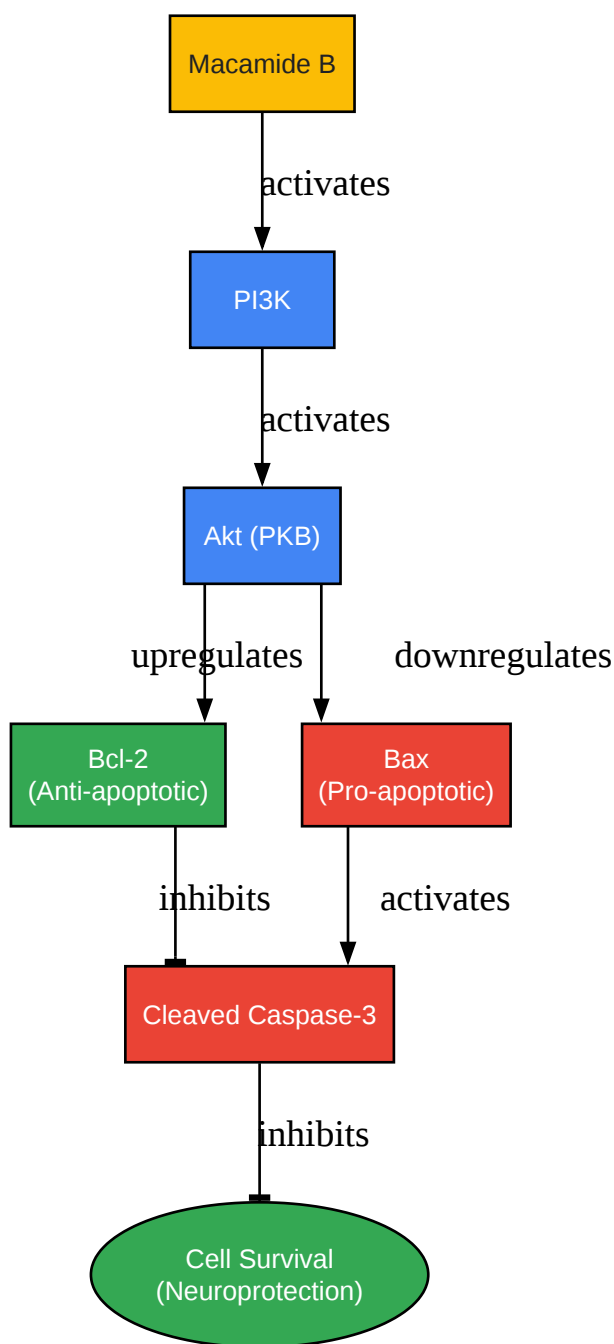 Macamide B
activates
PI3K
activates
Akt (PKB)
upregulates
downregulates
Bcl-2
(Anti-apoptotic)
Bax
(Pro-apoptotic)
inhibits
activates
Cleaved Caspase-3
inhibits
Cell Survival
(Neuroprotection)